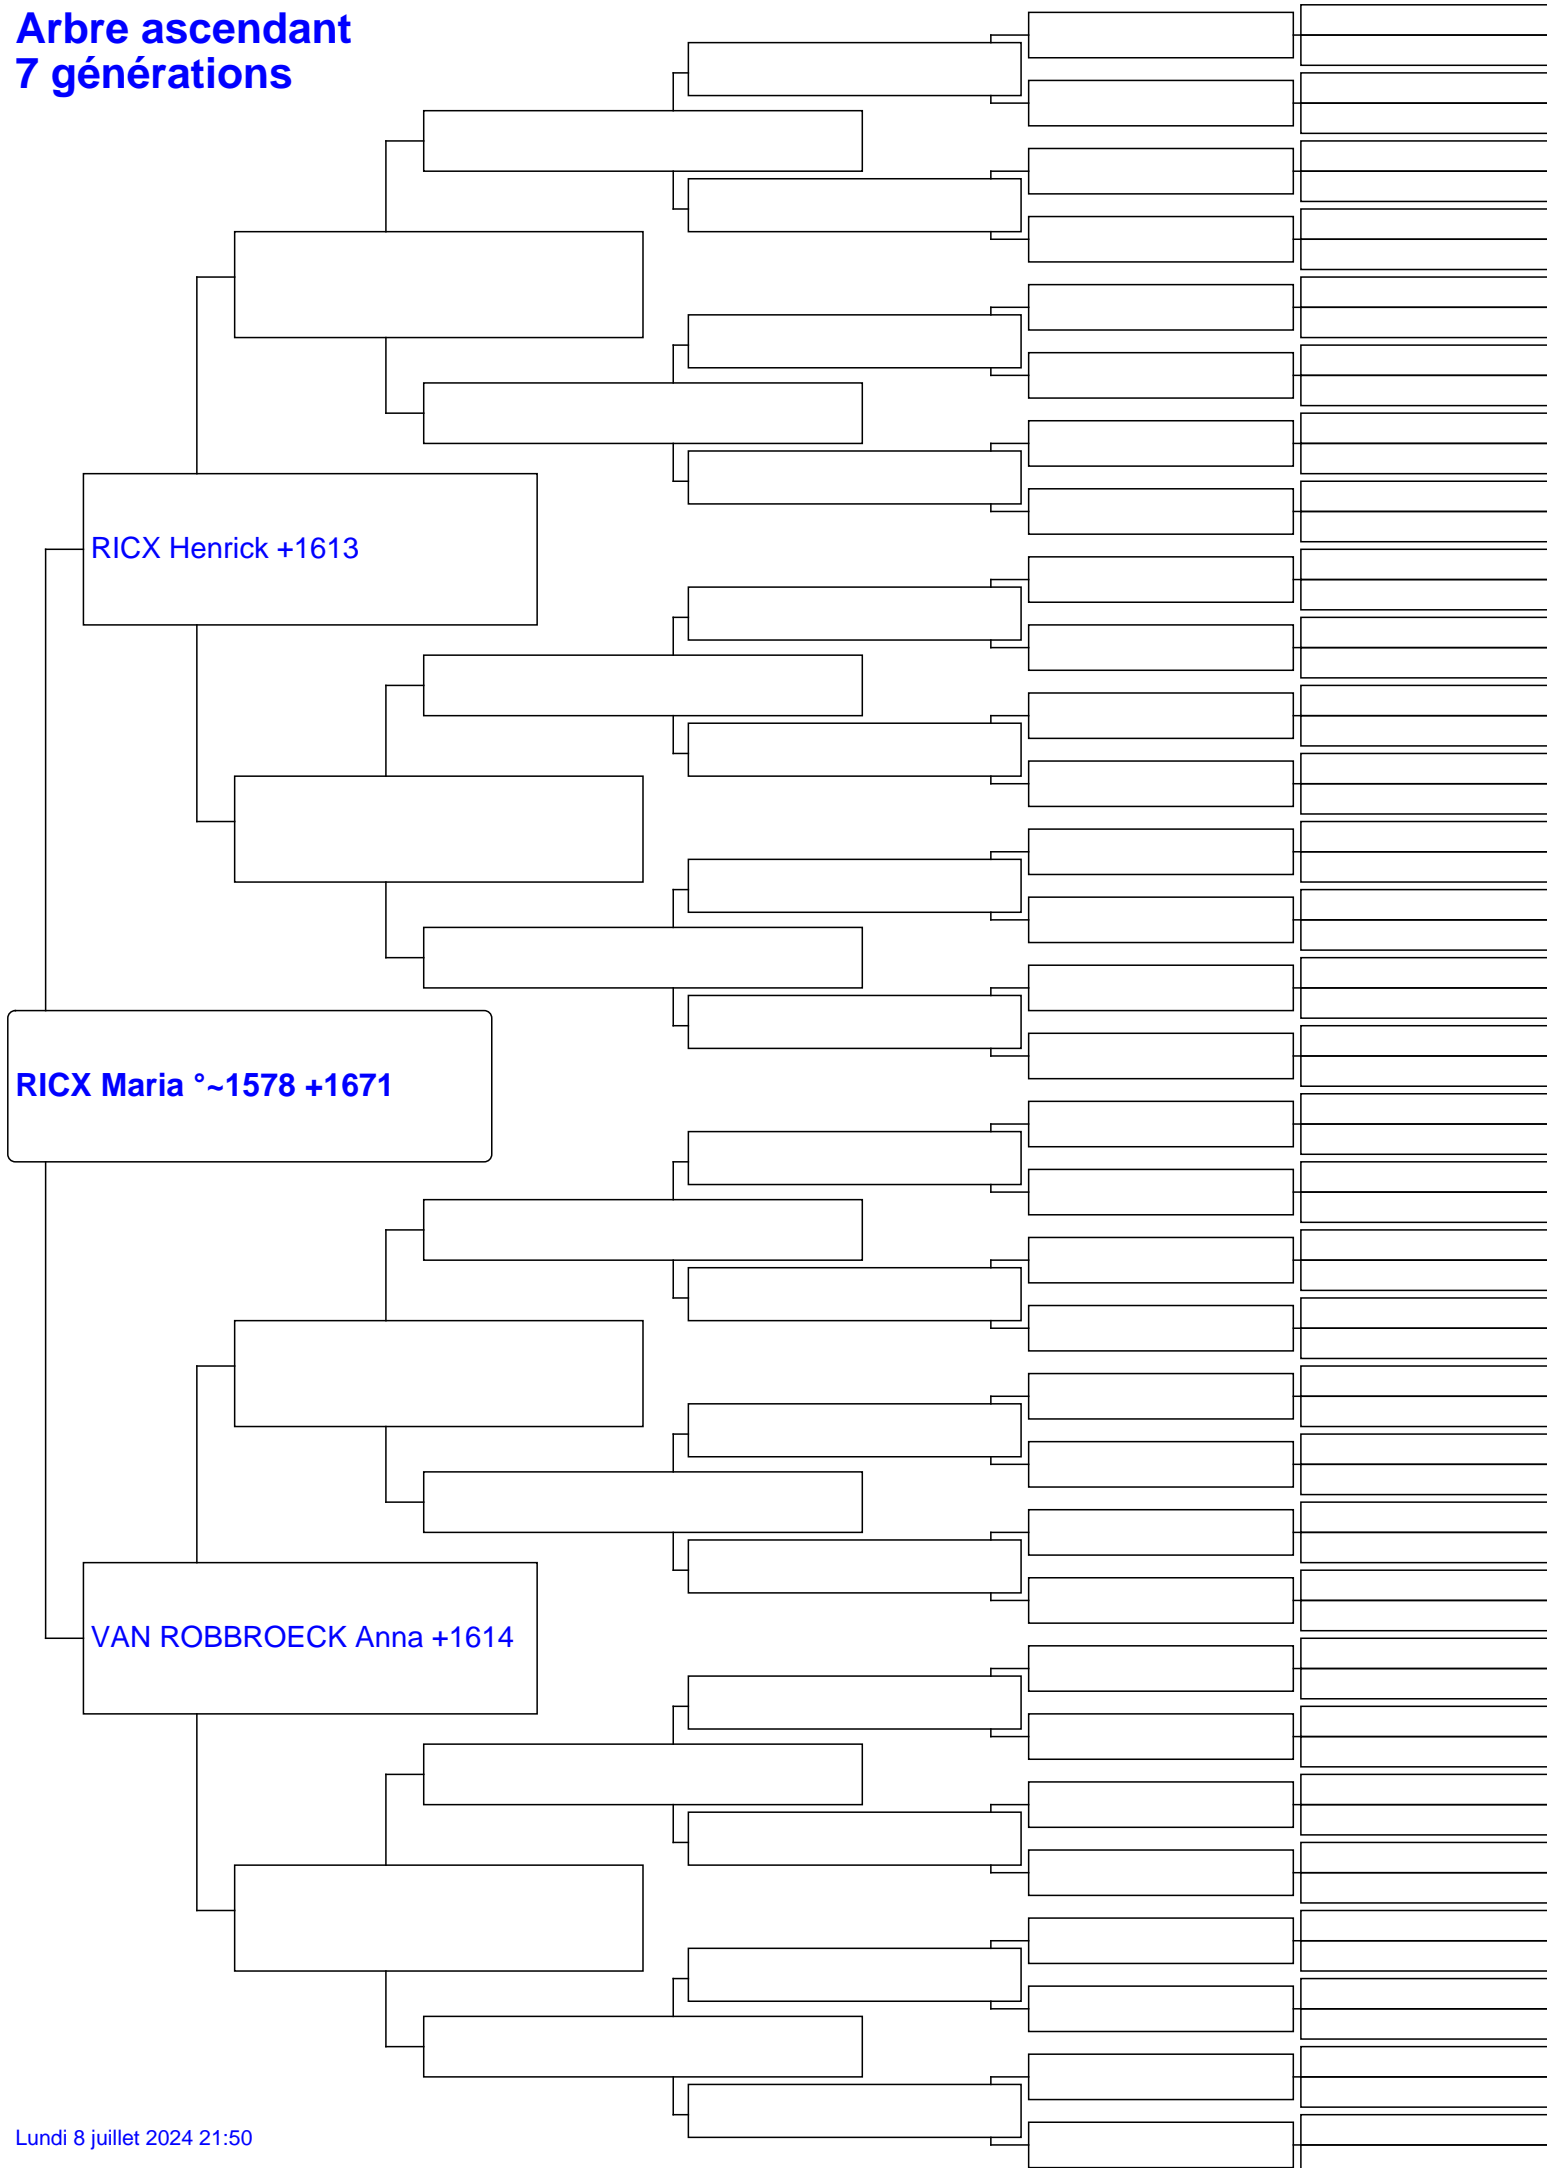 Arbre ascendant
7 générations
RICX Henrick +1613
RICX Maria °~1578 +1671
VAN ROBBROECK Anna +1614
Lundi 8 juillet 2024 21:50